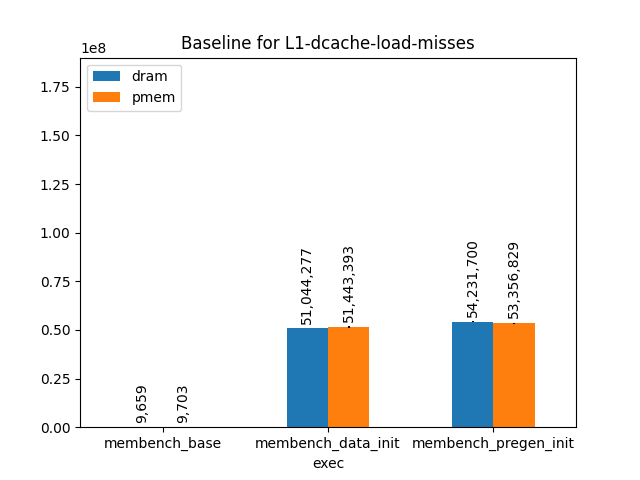 Baseline for L1-dcache-load-misses
1e8
dram
pmem
1.75
1.50
1.25
1.00
0.75
0.50
0.25
0.00
9,659
9,703
51,044,277
51,443,393
54,231,700
53,356,829
membench_base
membench_data_init
membench_pregen_init
exec